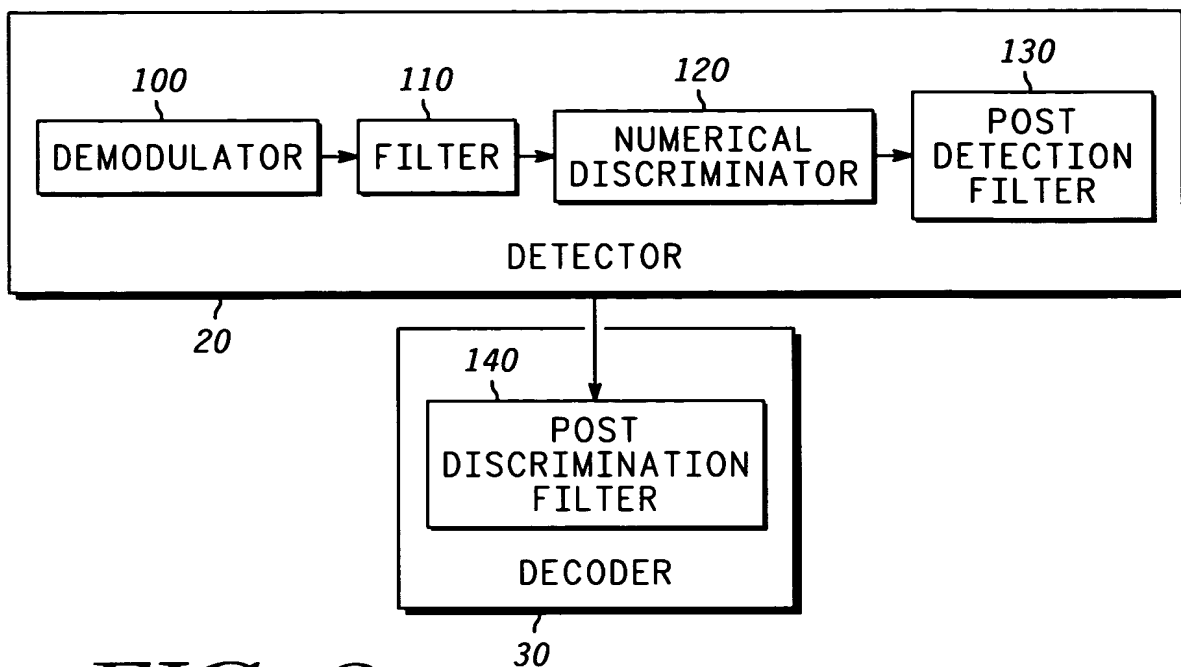 100
110
120
130
DEMODULATOR
FILTER
NUMERICAL
DISCRIMINATOR
POST
DETECTION
FILTER
DETECTOR
20
140
POST
DISCRIMINATION
FILTER
DECODER
30